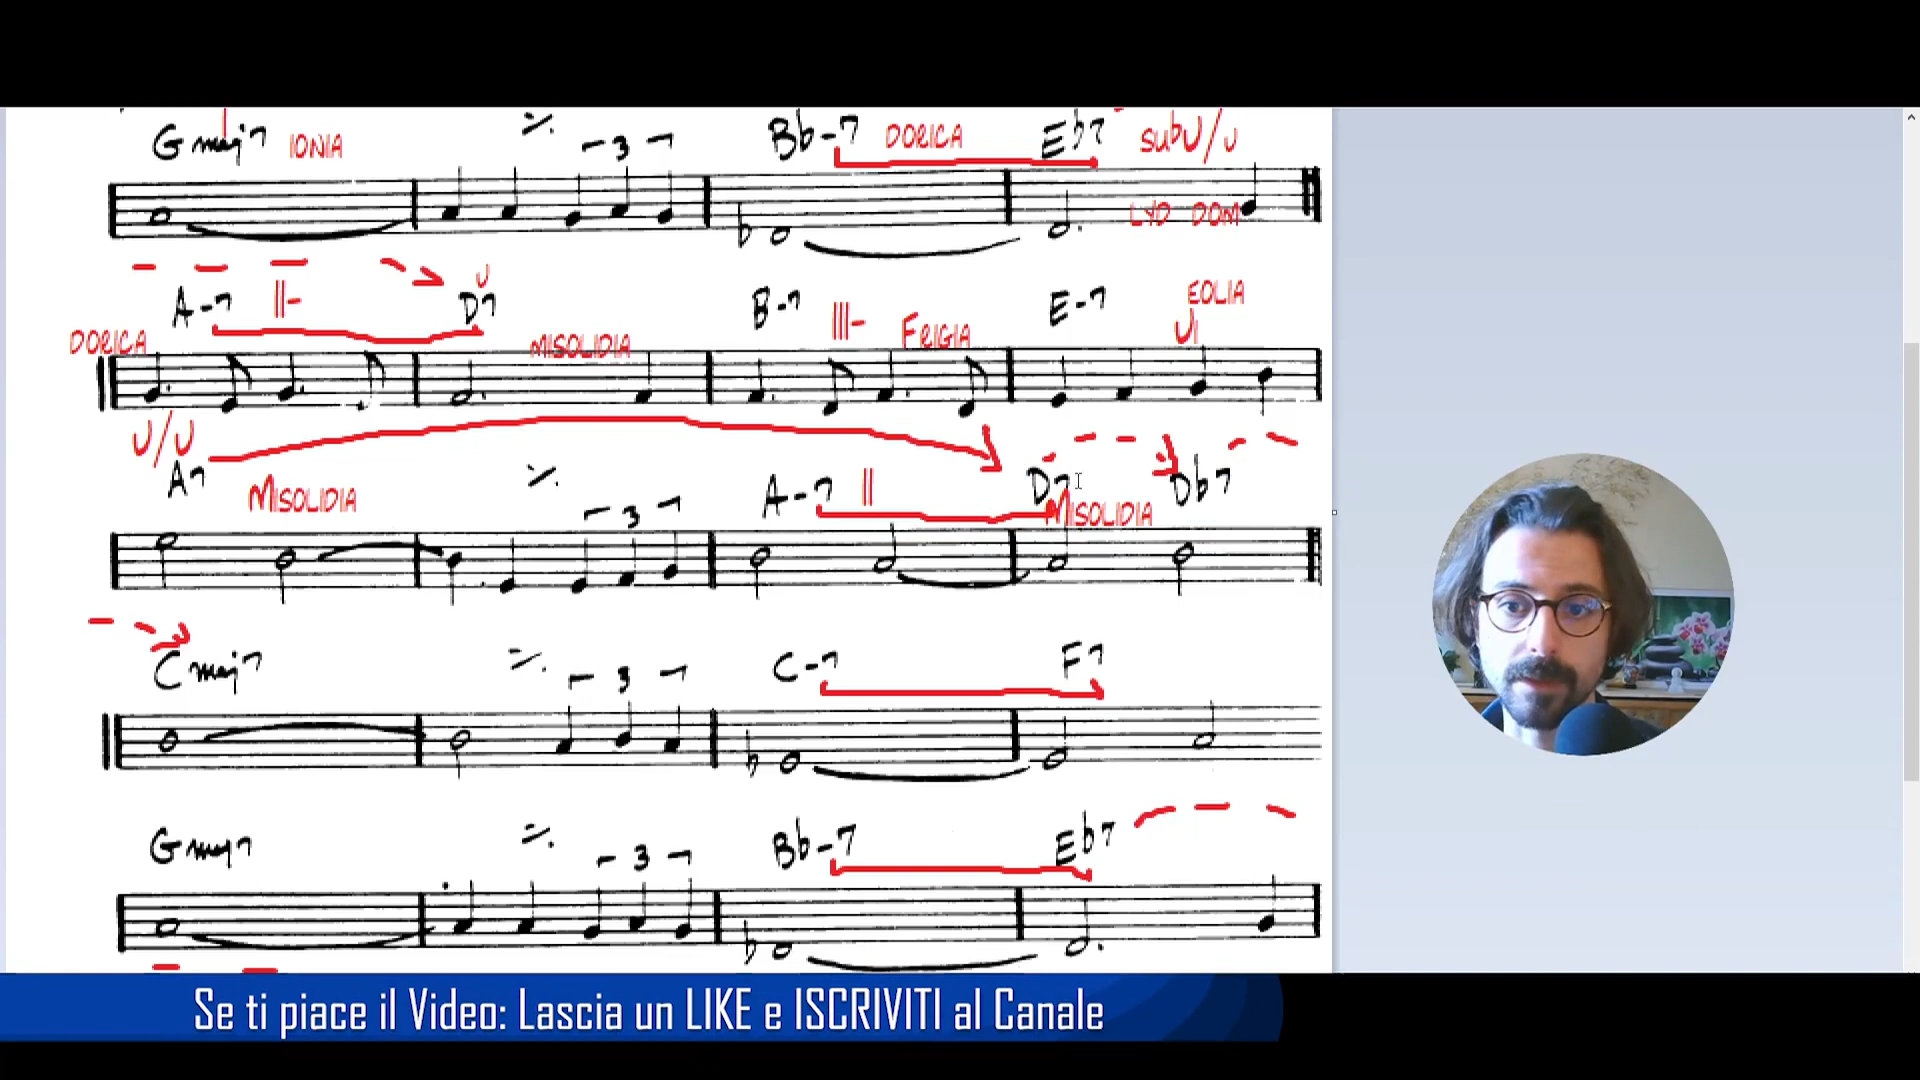 Gmaj7 IONIA ٪ 3 Bb-7 DORICA Eb7 SUbV/V
LYD DOM
A-7 II- D7 V B-7 III- FRIGIA E-7 EOLIA
DORICA MISOLIDIA VI
V/V
A7 MISOLIDIA ٪ 3 A-7 II D7 MISOLIDIA Db7
Cmaj7 ٪ 3 C-7 F7
Gmaj7 ٪ 3 Bb-7 Eb7
Se ti piace il Video: Lascia un LIKE e ISCRIVITI al Canale